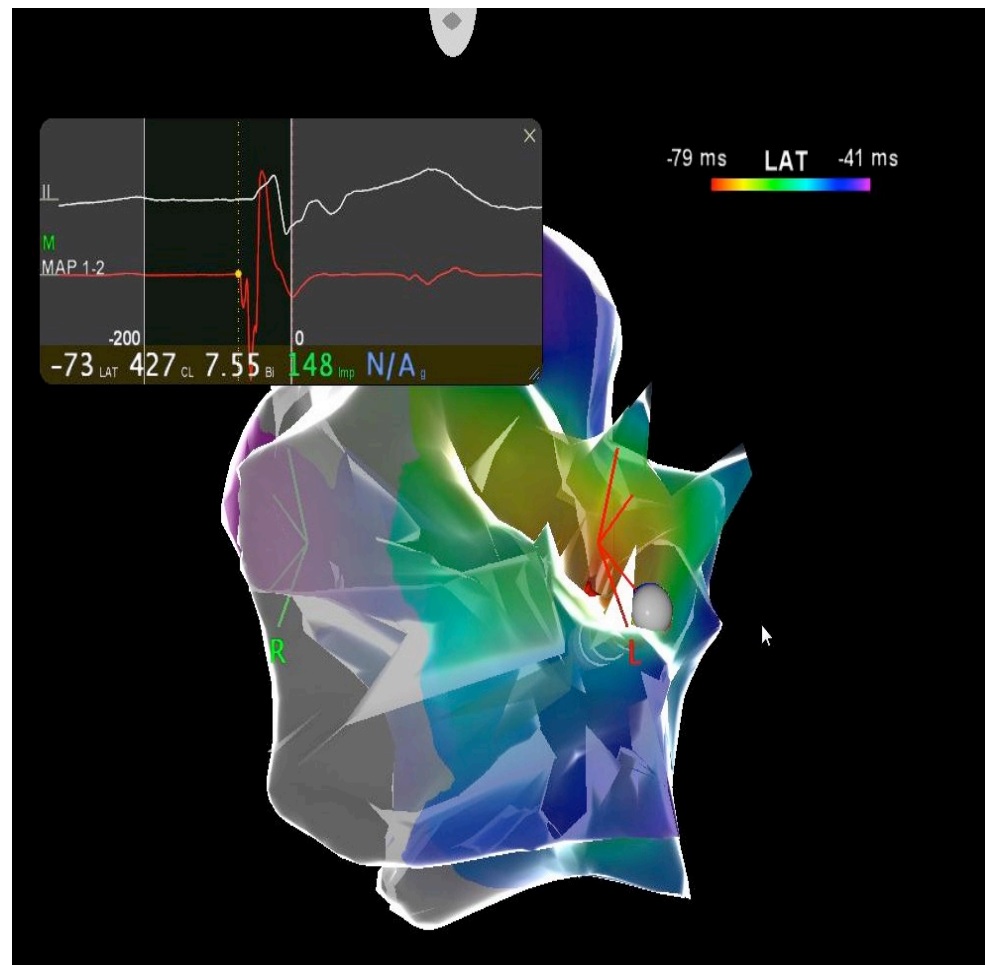 -79 ms LAT -41 ms
II
M
MAP 1-2
-200 0
-73 LAT 427 CL 7.55 Bi 148 Imp N/A g
R
L